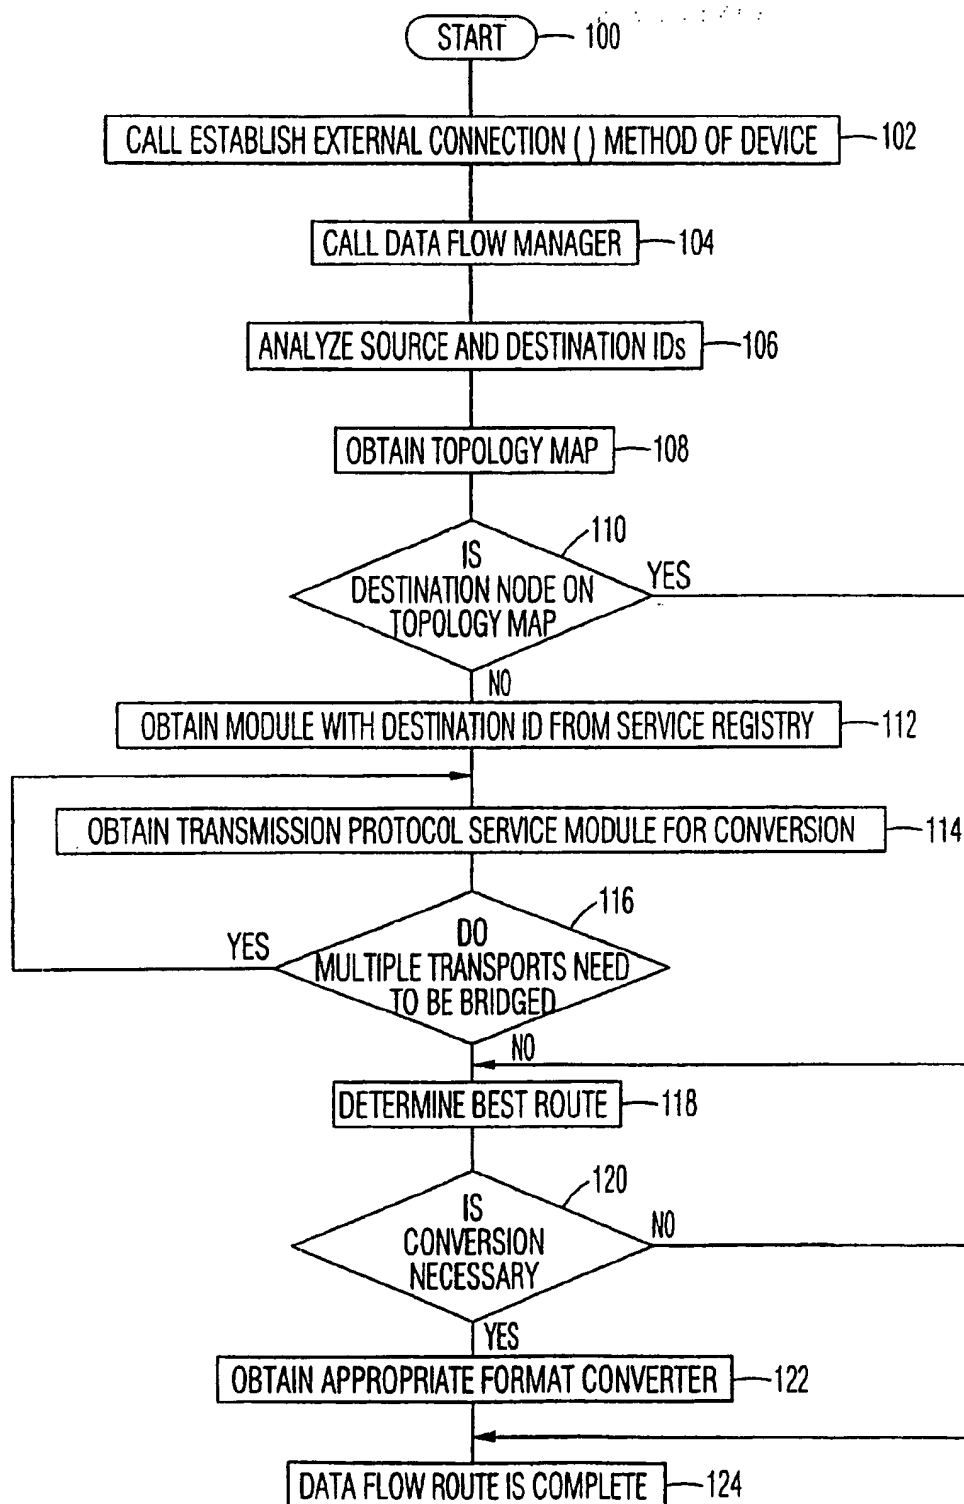 START 100
CALL ESTABLISH EXTERNAL CONNECTION ( ) METHOD OF DEVICE 102
CALL DATA FLOW MANAGER 104
ANALYZE SOURCE AND DESTINATION IDs 106
OBTAIN TOPOLOGY MAP 108
110
IS
DESTINATION NODE ON
TOPOLOGY MAP
YES
NO
OBTAIN MODULE WITH DESTINATION ID FROM SERVICE REGISTRY 112
OBTAIN TRANSMISSION PROTOCOL SERVICE MODULE FOR CONVERSION 114
116
YES
DO
MULTIPLE TRANSPORTS NEED
TO BE BRIDGED
NO
DETERMINE BEST ROUTE 118
120
IS
CONVERSION
NECESSARY
NO
YES
OBTAIN APPROPRIATE FORMAT CONVERTER 122
DATA FLOW ROUTE IS COMPLETE 124